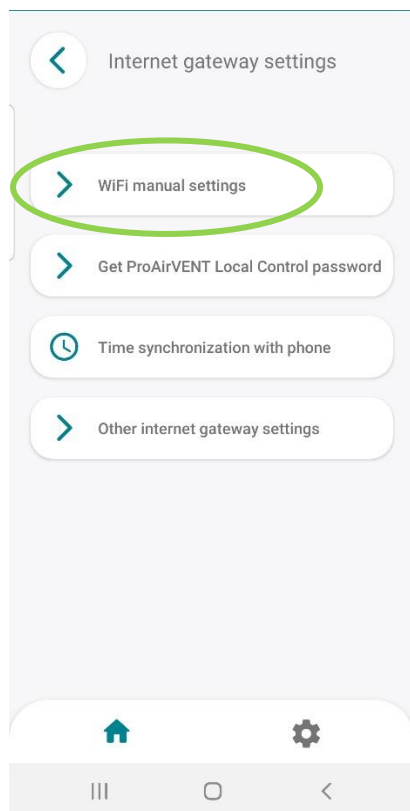 Internet gateway settings
WiFi manual settings
Get ProAirVENT Local Control password
Time synchronization with phone
Other internet gateway settings